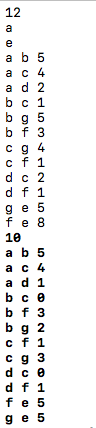 12
a
e
a b 5
a c 4
a d 2
b c 1
b g 5
b f 3
c g 4
c f 1
d c 2
d f 1
g e 5
f e 8
10
a b 5
a c 4
a d 1
b c 0
b f 3
b g 2
c f 1
c g 3
d c 0
d f 1
f e 5
g e 5